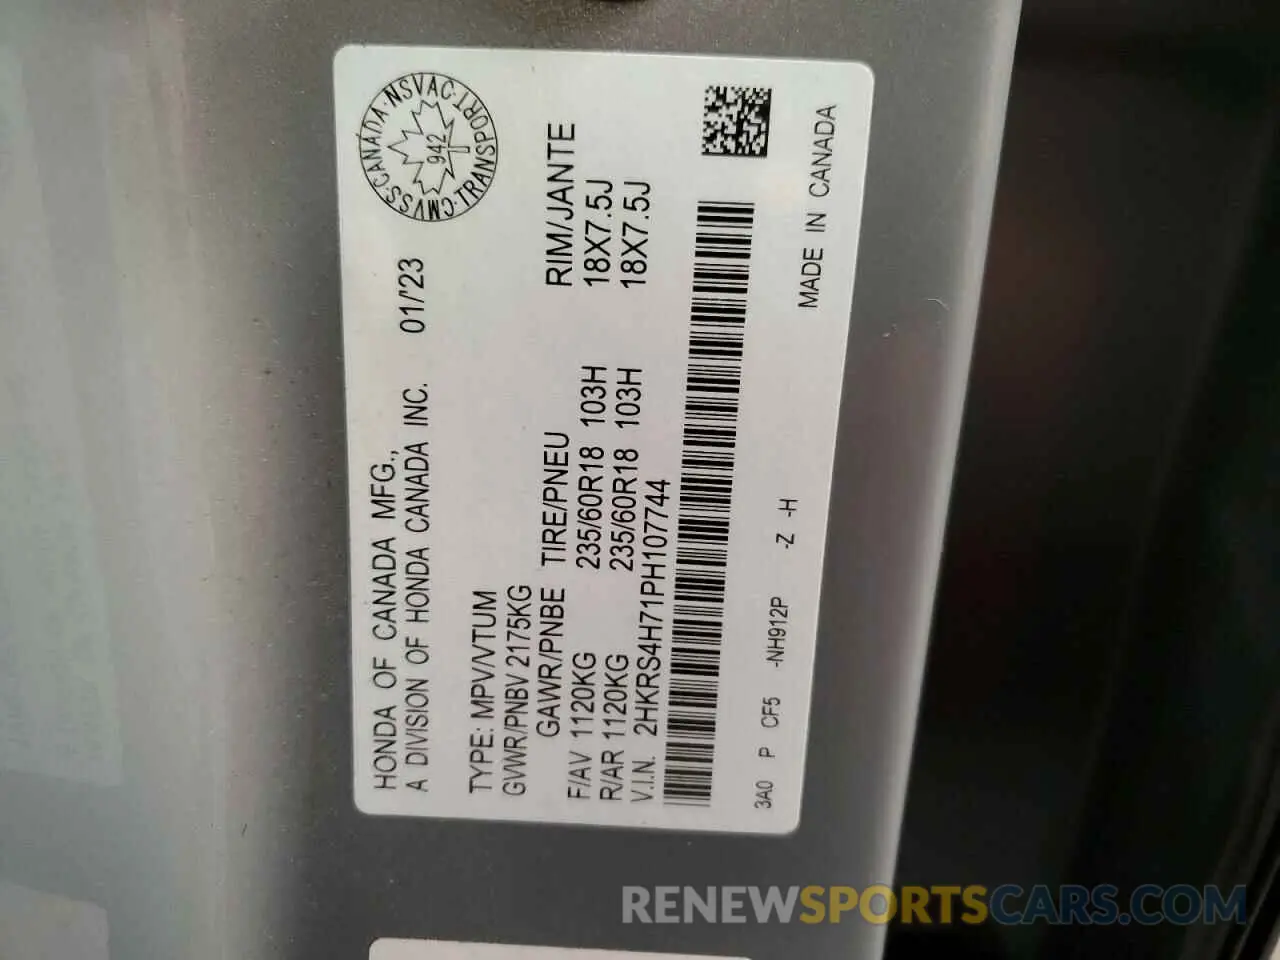 HONDA OF CANADA MFG.,
A DIVISION OF HONDA CANADA INC. 01/'23
CMVSS·CANADA·NSVAC·TRANSPORT·
942
TYPE: MPV/VTUM
GVWR/PNBV 2175KG
GAWR/PNBE TIRE/PNEU RIM/JANTE
F/AV 1120KG 235/60R18 103H 18X7.5J
R/AR 1120KG 235/60R18 103H 18X7.5J
V.I.N. 2HKRS4H71PH107744
3A0 P CF5 -NH912P -Z -H
MADE IN CANADA
RENEWSPORTSCARS.COM